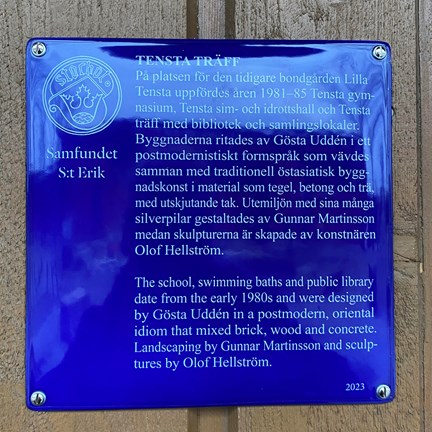 Stockholm
Samfundet
S:t Erik
TENSTA TRÄFF
På platsen för den tidigare bondgården Lilla
Tensta uppfördes åren 1981–85 Tensta gym-
nasium, Tensta sim- och idrottshall och Tensta
träff med bibliotek och samlingslokaler.
Byggnaderna ritades av Gösta Uddén i ett
postmodernistiskt formspråk som vävdes
samman med traditionell östasiatisk bygg-
nadskonst i material som tegel, betong och trä,
med utskjutande tak. Utemiljön med sina många
silverpilar gestaltades av Gunnar Martinsson
medan skulpturerna är skapade av konstnären
Olof Hellström.
The school, swimming baths and public library
date from the early 1980s and were designed
by Gösta Uddén in a postmodern, oriental
idiom that mixed brick, wood and concrete.
Landscaping by Gunnar Martinsson and sculp-
tures by Olof Hellström.
2023